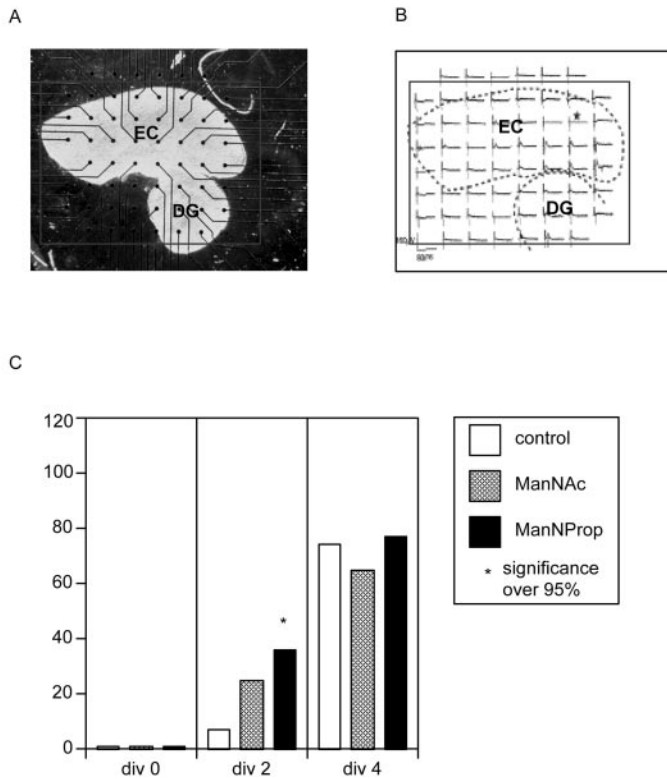 A
B
EC
DG
EC
*
DG
C
120
100
80
60
40
20
0
*
div 0
div 2
div 4
control
ManNAc
ManNProp
* significance
over 95%